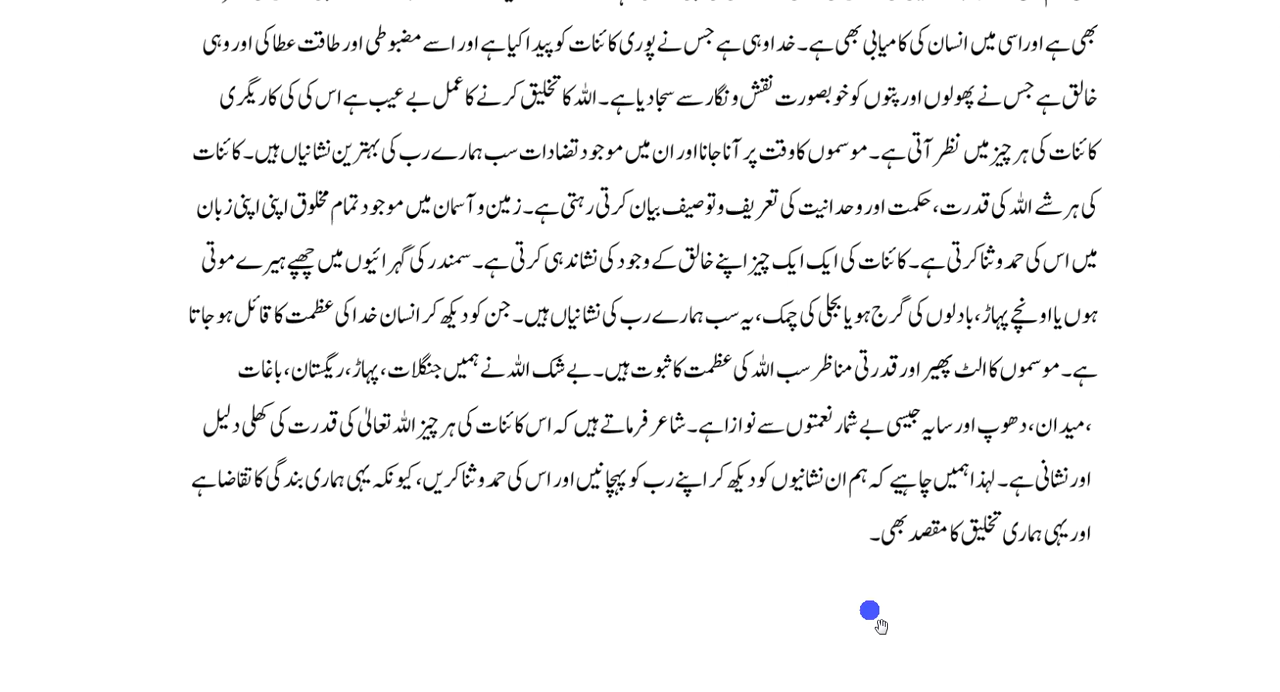 بھی ہے اور اسی میں انسان کی کامیابی بھی ہے۔ خدا وہی ہے جس نے پوری کائنات کو پیدا کیا ہے اور اسے مضبوطی اور طاقت عطا کی اور وہی
خالق ہے جس نے پھولوں اور پتوں کو خوبصورت نقش و نگار سے سجا دیا ہے۔ اللہ کا تخلیق کرنے کا عمل بے عیب ہے اس کی کی کاریگری
کائنات کی ہر چیز میں نظر آتی ہے۔ موسموں کا وقت پر آنا جانا اور ان میں موجود تضادات سب ہمارے رب کی بہترین نشانیاں ہیں۔ کائنات
کی ہر شے اللہ کی قدرت، حکمت اور وحدانیت کی تعریف و توصیف بیان کرتی رہتی ہے۔ زمین و آسمان میں موجود تمام مخلوق اپنی اپنی زبان
میں اس کی حمد و ثنا کرتی ہے۔ کائنات کی ایک ایک چیز اپنے خالق کے وجود کی نشاندہی کرتی ہے۔ سمندر کی گہرائیوں میں چھپے ہیرے موتی
ہوں یا اونچے پہاڑ، بادلوں کی گرج ہو یا بجلی کی چمک، یہ سب ہمارے رب کی نشانیاں ہیں۔ جن کو دیکھ کر انسان خدا کی عظمت کا قائل ہو جاتا
ہے۔ موسموں کا الٹ پھیر اور قدرتی مناظر سب اللہ کی عظمت کا ثبوت ہیں۔ بے شک اللہ نے ہمیں جنگلات، پہاڑ، ریگستان، باغات
،میدان، دھوپ اور سایہ جیسی بے شمار نعمتوں سے نوازا ہے۔ شاعر فرماتے ہیں کہ اس کائنات کی ہر چیز اللہ تعالیٰ کی قدرت کی کھلی دلیل
اور نشانی ہے۔ لہذا ہمیں چاہیے کہ ہم ان نشانیوں کو دیکھ کر اپنے رب کو پہچانیں اور اس کی حمد و ثنا کریں، کیونکہ یہی ہماری بندگی کا تقاضا ہے
اور یہی ہماری تخلیق کا مقصد بھی۔